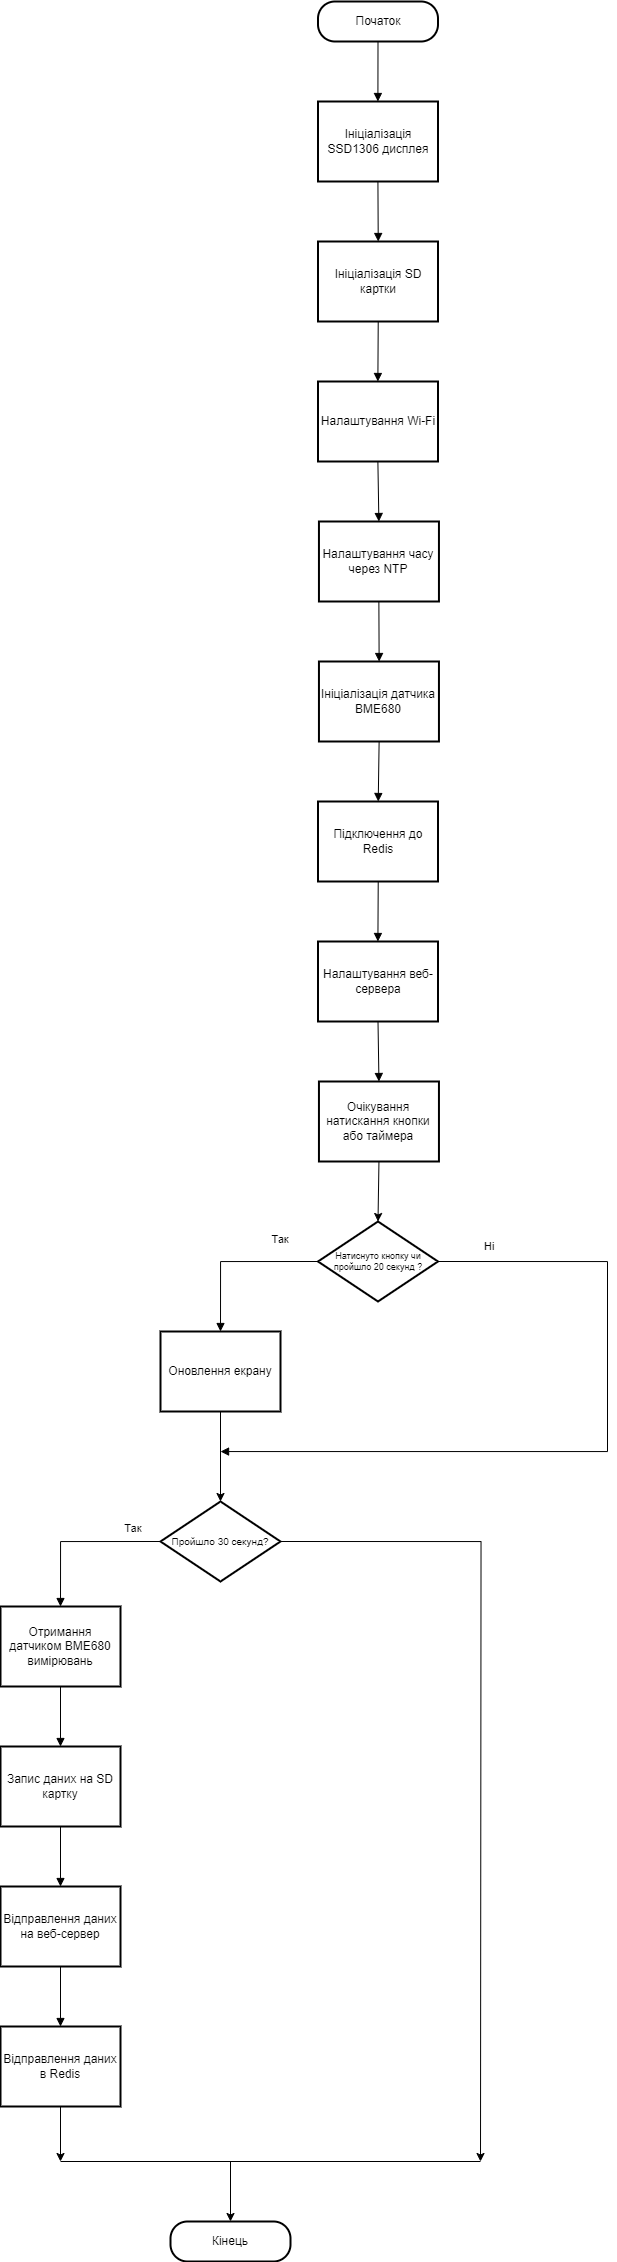 Початок
Ініціалізація
SSD1306 дисплея
Ініціалізація SD
картки
Налаштування Wi-Fi
Налаштування часу
через NTP
Ініціалізація датчика
BME680
Підключення до
Redis
Налаштування веб-
сервера
Очікування
натискання кнопки
або таймера
Так
Натиснуто кнопку чи
пройшло 20 секунд ?
Ні
Оновлення екрану
Так
Пройшло 30 секунд?
Отримання
датчиком BME680
вимірювань
Запис даних на SD
картку
Відправлення даних
на веб-сервер
Відправлення даних
в Redis
Кінець